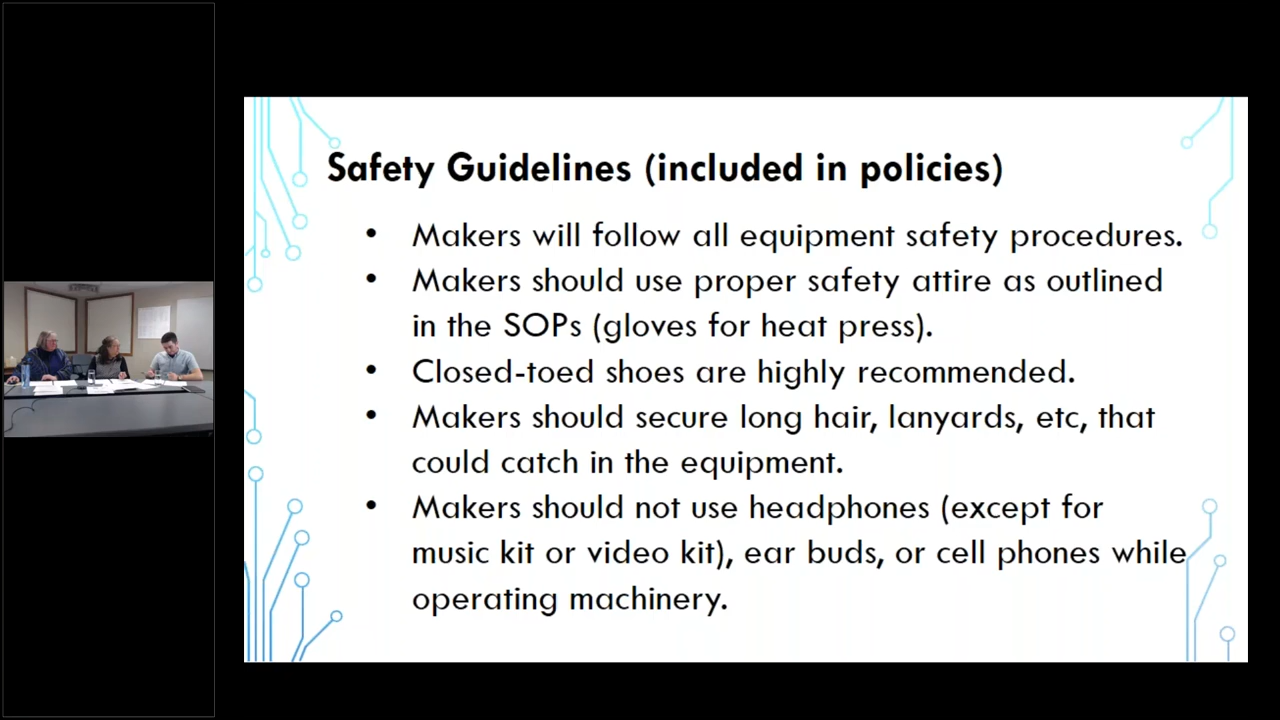 Safety Guidelines (included in policies)
• Makers will follow all equipment safety procedures.
• Makers should use proper safety attire as outlined
in the SOPs (gloves for heat press).
• Closed-toed shoes are highly recommended.
• Makers should secure long hair, lanyards, etc, that
could catch in the equipment.
• Makers should not use headphones (except for
music kit or video kit), ear buds, or cell phones while
operating machinery.